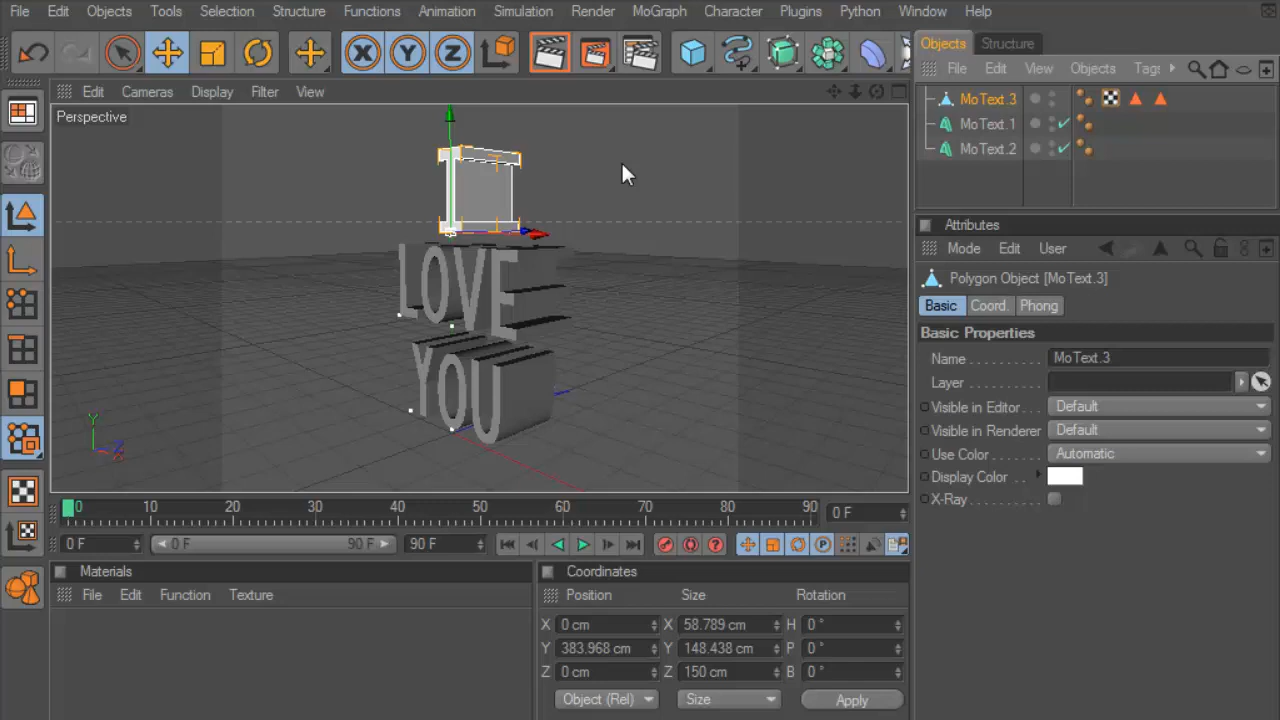 File Edit Objects Tools Selection Structure Functions Animation Simulation Render MoGraph Character Plugins Python Window Help
X Y Z
Objects Structure
File Edit View Objects Tags
MoText.3
MoText.1
MoText.2
Edit Cameras Display Filter View
Perspective
LOVE
YOU
Y
Z
X
Attributes
Mode Edit User
Polygon Object [MoText.3]
Basic Coord. Phong
Basic Properties
Name . . . . . . . . . . MoText.3
Layer . . . . . . . . . .
Visible in Editor . . . Default
Visible in Renderer Default
Use Color . . . . . . . Automatic
Display Color . . .
X-Ray . . . . . . . . . .
0 10 20 30 40 50 60 70 80 90
0 F
0 F 0 F 90 F 90 F
P
Materials
File Edit Function Texture
Coordinates
Position Size Rotation
X 0 cm X 58.789 cm H 0 °
Y 383.968 cm Y 148.438 cm P 0 °
Z 0 cm Z 150 cm B 0 °
Object (Rel) Size Apply